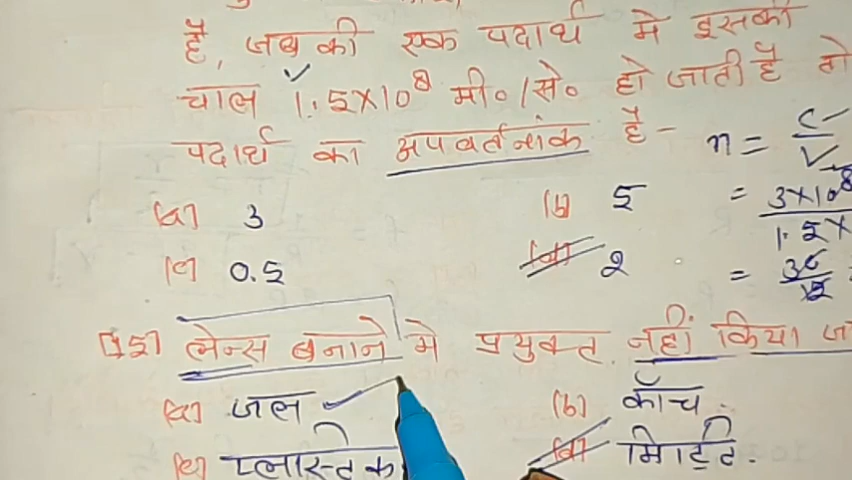 है, जब की एक पदार्थ मे इसकी
चाल 1.5×10⁸ मी०/से० हो जाती है तो
पदार्थ का अपवर्तनांक है-
n = c/v
(a) 3 (b) 5
= 3×10⁸/1.5×
(c) 0.5 (d) 2
= 30/15 =
लेन्स बनाने मे प्रयुक्त नहीं किया
(a) जल (b) काँच
(c) प्लास्टिक (d) मिट्टी